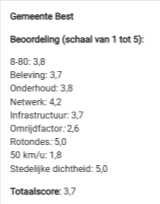 Gemeente Best
Beoordeling (schaal van 1 tot 5):
8-80: 3,8
Beleving: 3,7
Onderhoud: 3,8
Netwerk: 4,2
Infrastructuur: 3,7
Omrijdfactor: 2,6
Rotondes: 5,0
50 km/u: 1,8
Stedelijke dichtheid: 5,0
Totaalscore: 3,7